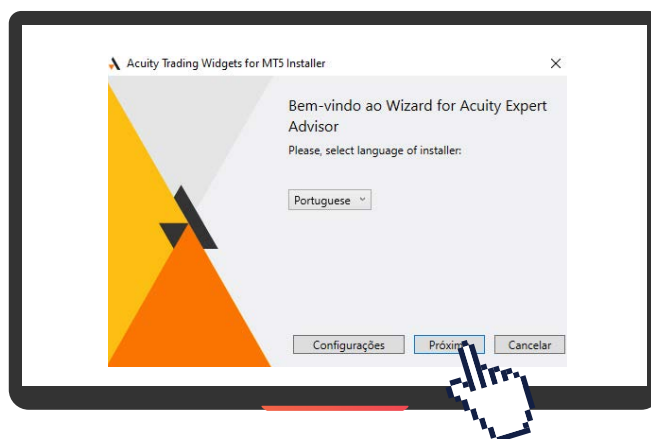 Acuity Trading Widgets for MT5 Installer
Bem-vindo ao Wizard for Acuity Expert
Advisor
Please, select language of installer:
Portuguese
Configurações
Cancelar